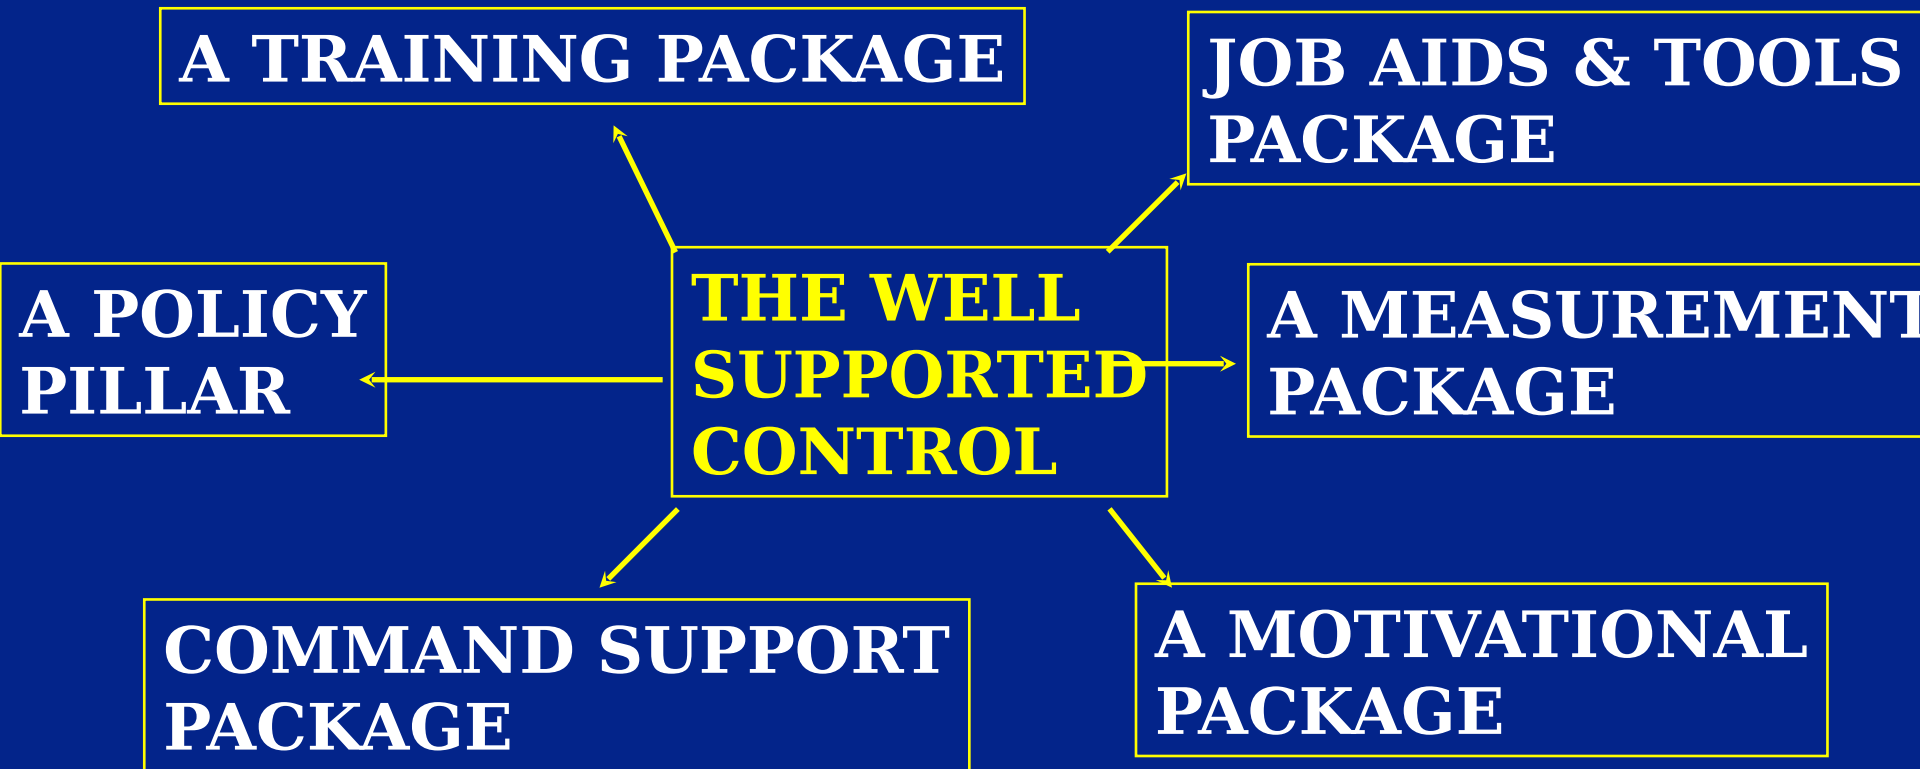 A TRAINING PACKAGE
JOB AIDS & TOOLS
PACKAGE
A POLICY
PILLAR
THE WELL
SUPPORTED
CONTROL
A MEASUREMENT
PACKAGE
COMMAND SUPPORT
PACKAGE
A MOTIVATIONAL
PACKAGE